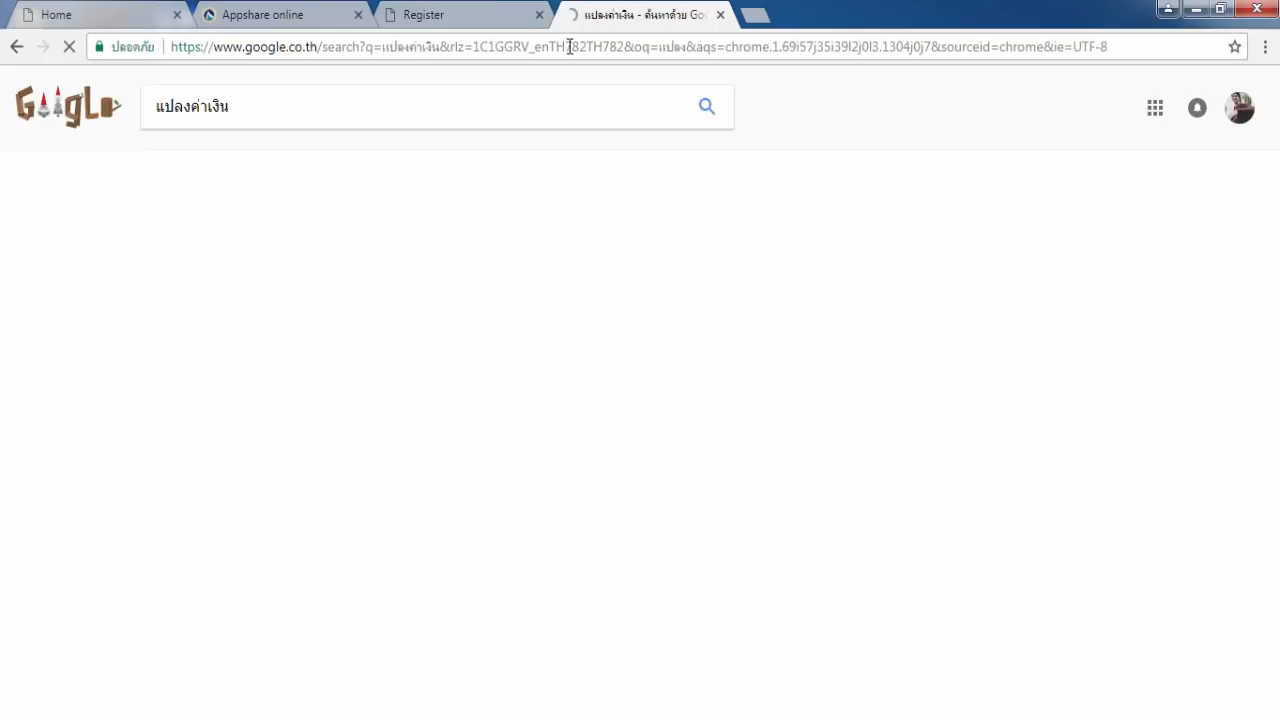 Home
Appshare online
Register
แปลงค่าเงิน - ค้นหาด้วย Goo
ปลอดภัย
https://www.google.co.th/search?q=แปลงค่าเงิน&rlz=1C1GGRV_enTH782TH782&oq=แปลง&aqs=chrome.1.69i57j35i39l2j0l3.1304j0j7&sourceid=chrome&ie=UTF-8
Google
แปลงค่าเงิน